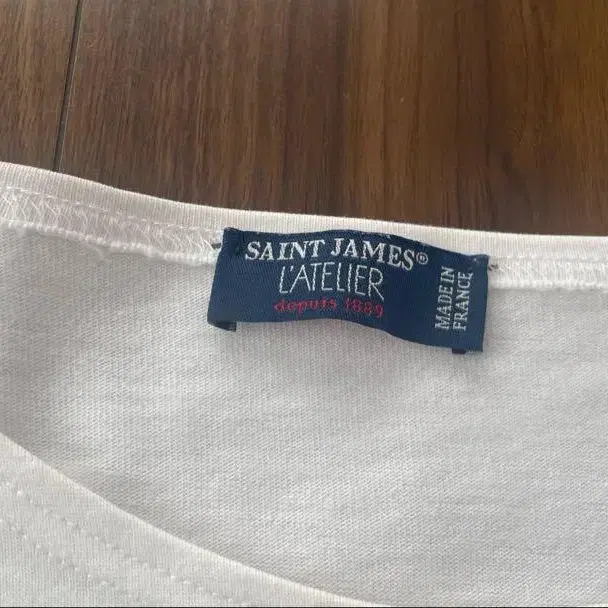 SAINT JAMES®
L'ATELIER
depuis 1889
MADE IN
FRANCE